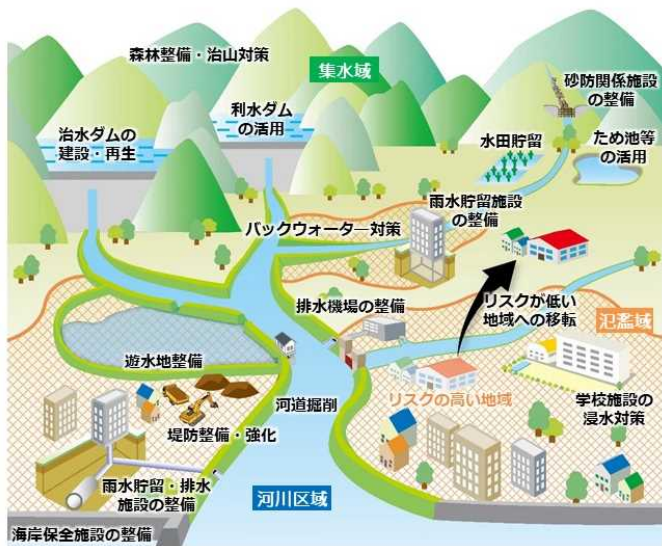 森林整備・治山対策
集水域
砂防関係施設
の整備
治水ダムの
建設・再生
利水ダム
の活用
水田貯留
ため池等
の活用
雨水貯留施設
の整備
バックウォーター対策
排水機場の整備
リスクが低い
地域への移転
氾濫域
遊水地整備
リスクの高い地域
学校施設の
浸水対策
河道掘削
堤防整備・強化
雨水貯留・排水
施設の整備
河川区域
海岸保全施設の整備